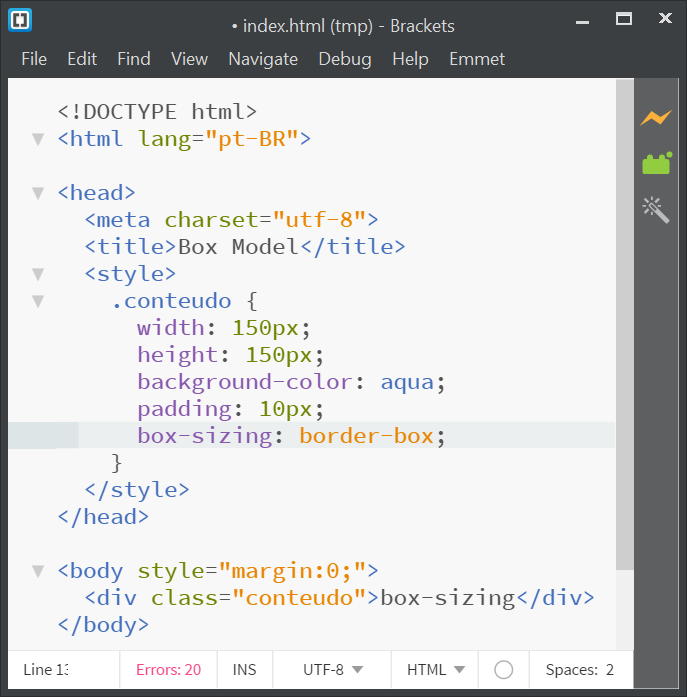 • index.html (tmp) - Brackets
File Edit Find View Navigate Debug Help Emmet
<!DOCTYPE html>
<html lang="pt-BR">
<head>
<meta charset="utf-8">
<title>Box Model</title>
<style>
.conteudo {
width: 150px;
height: 150px;
background-color: aqua;
padding: 10px;
box-sizing: border-box;
}
</style>
</head>
<body style="margin:0;">
<div class="conteudo">box-sizing</div>
</body>
Line 13 Errors: 20 INS UTF-8 HTML Spaces: 2